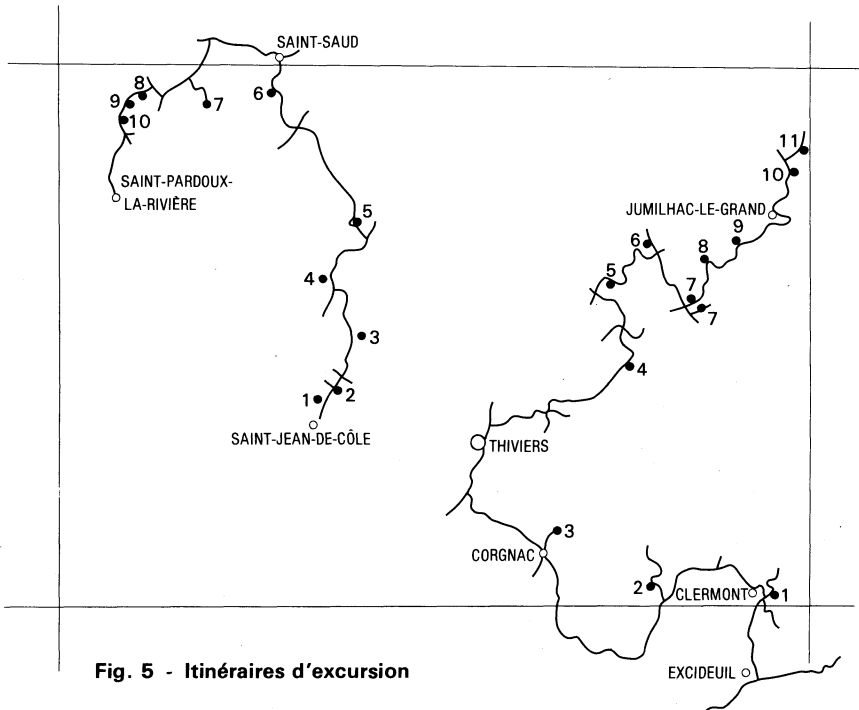 SAINT-SAUD
8
9
7
6
10
11
10
SAINT-PARDOUX-
LA-RIVIÈRE
JUMILHAC-LE-GRAND
5
9
6
8
4
5
7
7
3
4
1
2
SAINT-JEAN-DE-CÔLE
THIVIERS
3
CORGNAC
2
CLERMONT
1
Fig. 5 - Itinéraires d'excursion
EXCIDEUIL